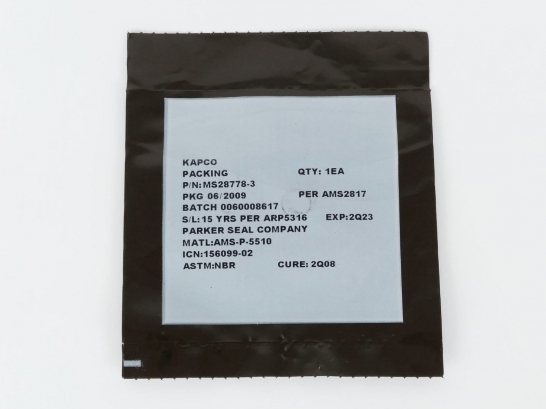 KAPCO
PACKING QTY: 1EA
P/N:MS28778-3
PKG 06/2009 PER AMS2817
BATCH 0060008617
S/L:15 YRS PER ARP5316 EXP:2Q23
PARKER SEAL COMPANY
MATL:AMS-P-5510
ICN:156099-02
ASTM:NBR CURE: 2Q08